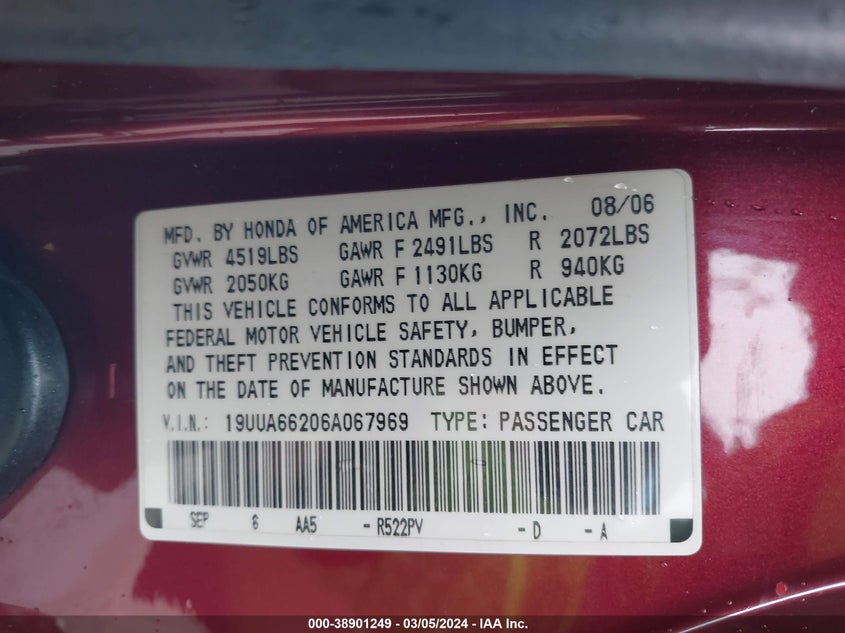 MFD. BY HONDA OF AMERICA MFG., INC. 08/06
GVWR 4519LBS GAWR F 2491LBS R 2072LBS
GVWR 2050KG GAWR F 1130KG R 940KG
THIS VEHICLE CONFORMS TO ALL APPLICABLE
FEDERAL MOTOR VEHICLE SAFETY, BUMPER,
AND THEFT PREVENTION STANDARDS IN EFFECT
ON THE DATE OF MANUFACTURE SHOWN ABOVE.
V.I.N.: 19UUA66206A067969 TYPE: PASSENGER CAR
SEP 6 AA5 - R522PV - D - A
000-38901249 - 03/05/2024 - IAA Inc.